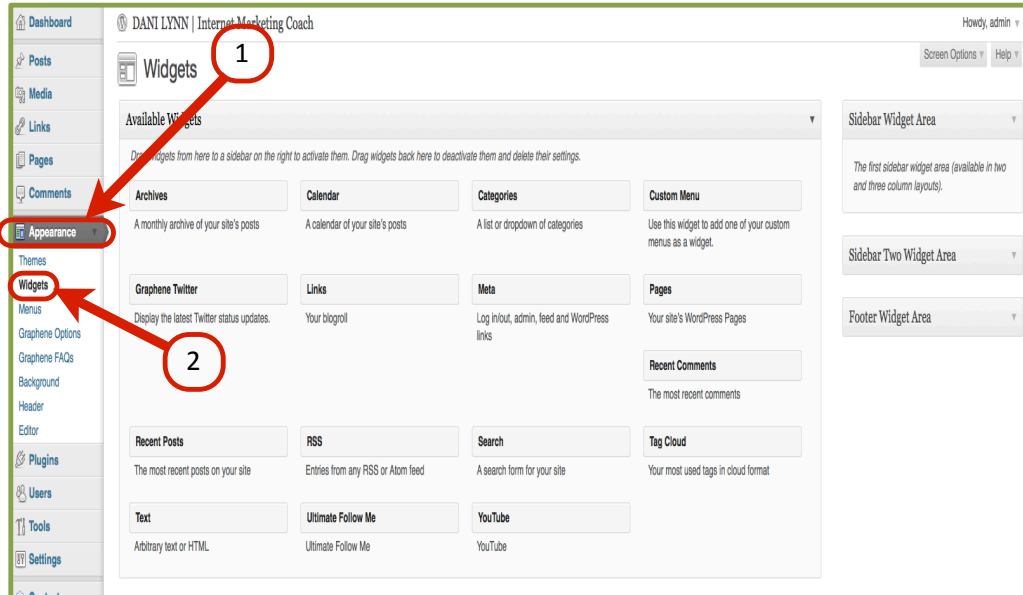 Dashboard
DANI LYNN | Internet Marketing Coach
Howdy, admin
1
Screen Options
Help
Posts
Widgets
Media
Links
Pages
Comments
Appearance
Themes
Widgets
Menus
Graphene Options
Graphene FAQs
Background
Header
Editor
Plugins
Users
Tools
Settings
2
Available Widgets
Drag widgets from here to a sidebar on the right to activate them. Drag widgets back here to deactivate them and delete their settings.
Archives
A monthly archive of your site's posts
Calendar
A calendar of your site's posts
Categories
A list or dropdown of categories
Custom Menu
Use this widget to add one of your custom
menus as a widget.
Graphene Twitter
Display the latest Twitter status updates.
Links
Your blogroll
Meta
Log in/out, admin, feed and WordPress
links
Pages
Your site's WordPress Pages
Recent Comments
The most recent comments
Recent Posts
The most recent posts on your site
RSS
Entries from any RSS or Atom feed
Search
A search form for your site
Tag Cloud
Your most used tags in cloud format
Text
Arbitrary text or HTML
Ultimate Follow Me
Ultimate Follow Me
YouTube
YouTube
Sidebar Widget Area
The first sidebar widget area (available in two
and three column layouts).
Sidebar Two Widget Area
Footer Widget Area